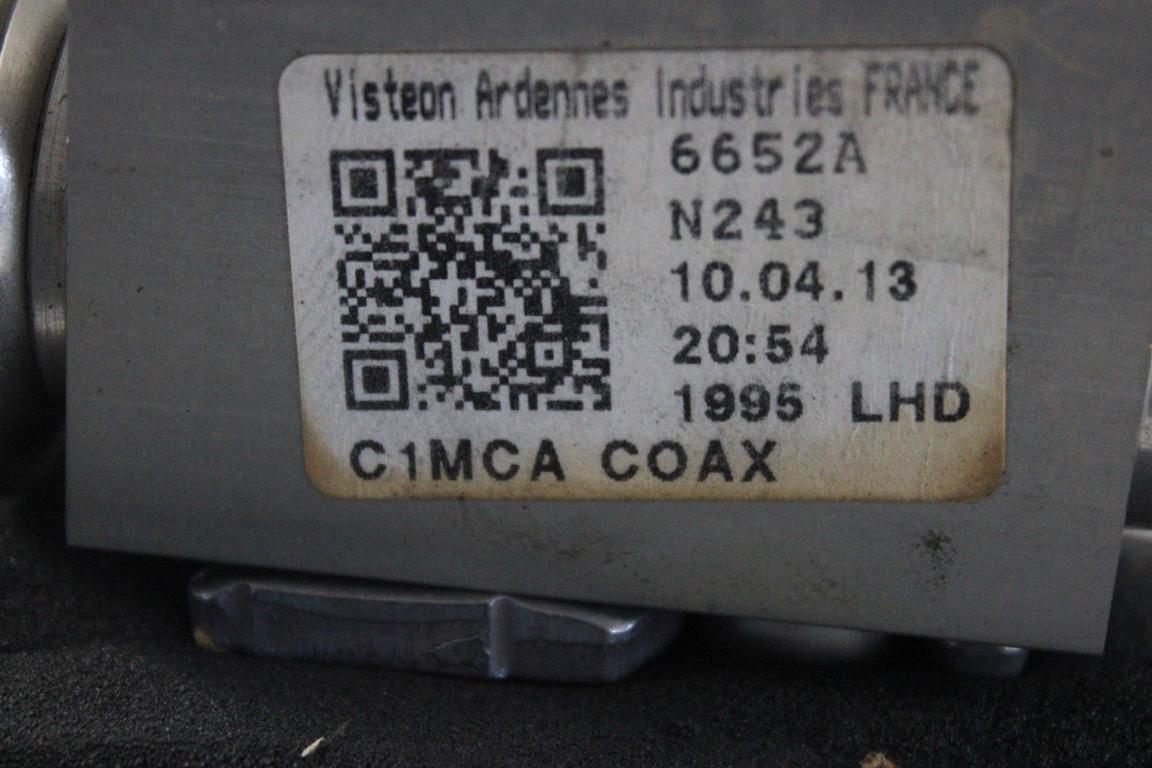 Visteon Ardennes Industries FRANCE
6652A
N243
10.04.13
20:54
1995 LHD
C1MCA COAX